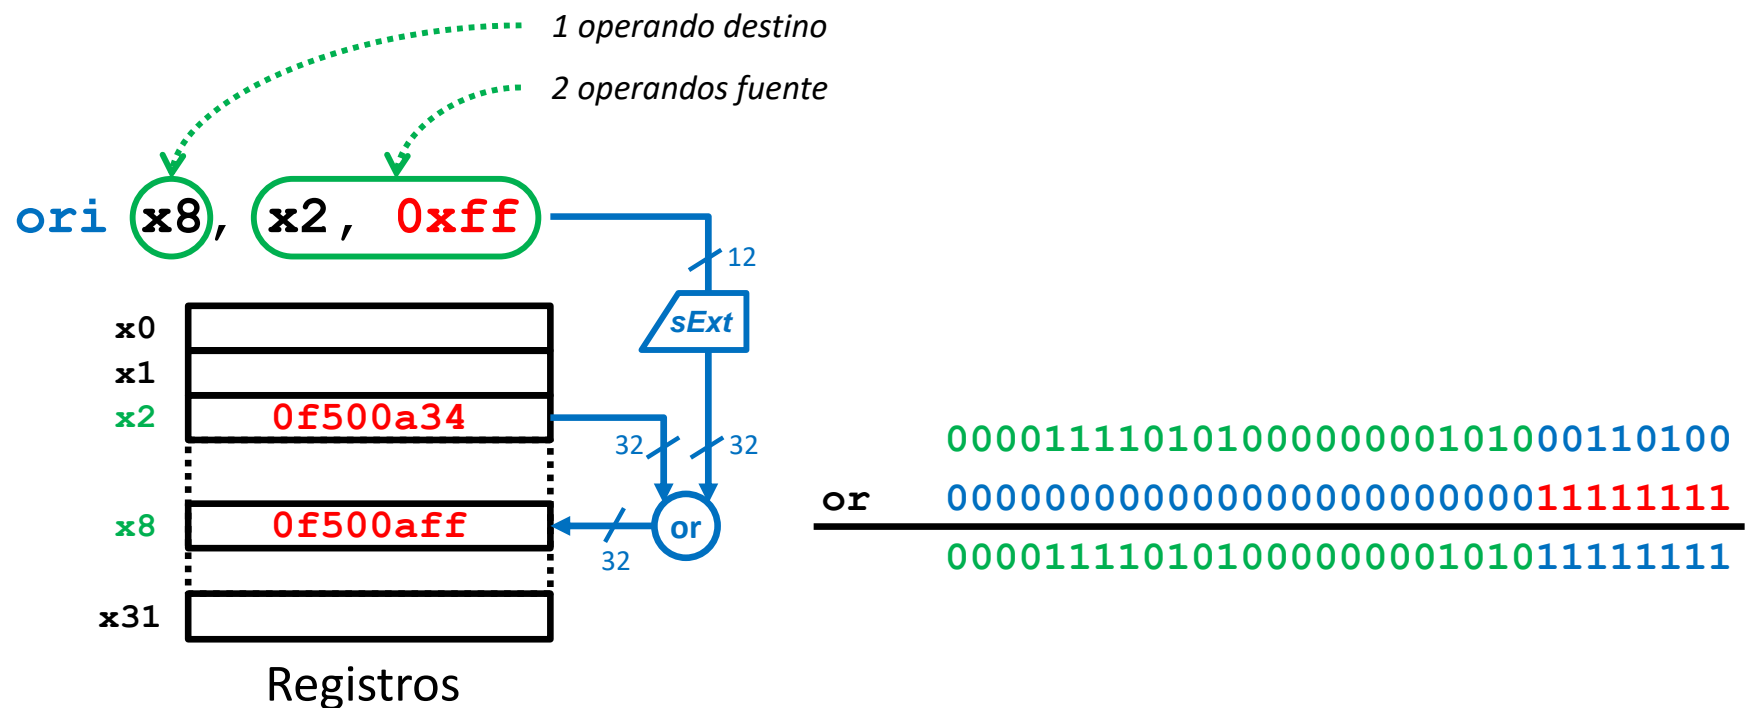 1 operando destino
2 operandos fuente
ori x8, x2, 0xff
12
sExt
x0
x1
x2 0f500a34
32 32
x8 0f500aff
or
32
x31
Registros
00001111010100000000101000110100
or 00000000000000000000000011111111
00001111010100000000101011111111